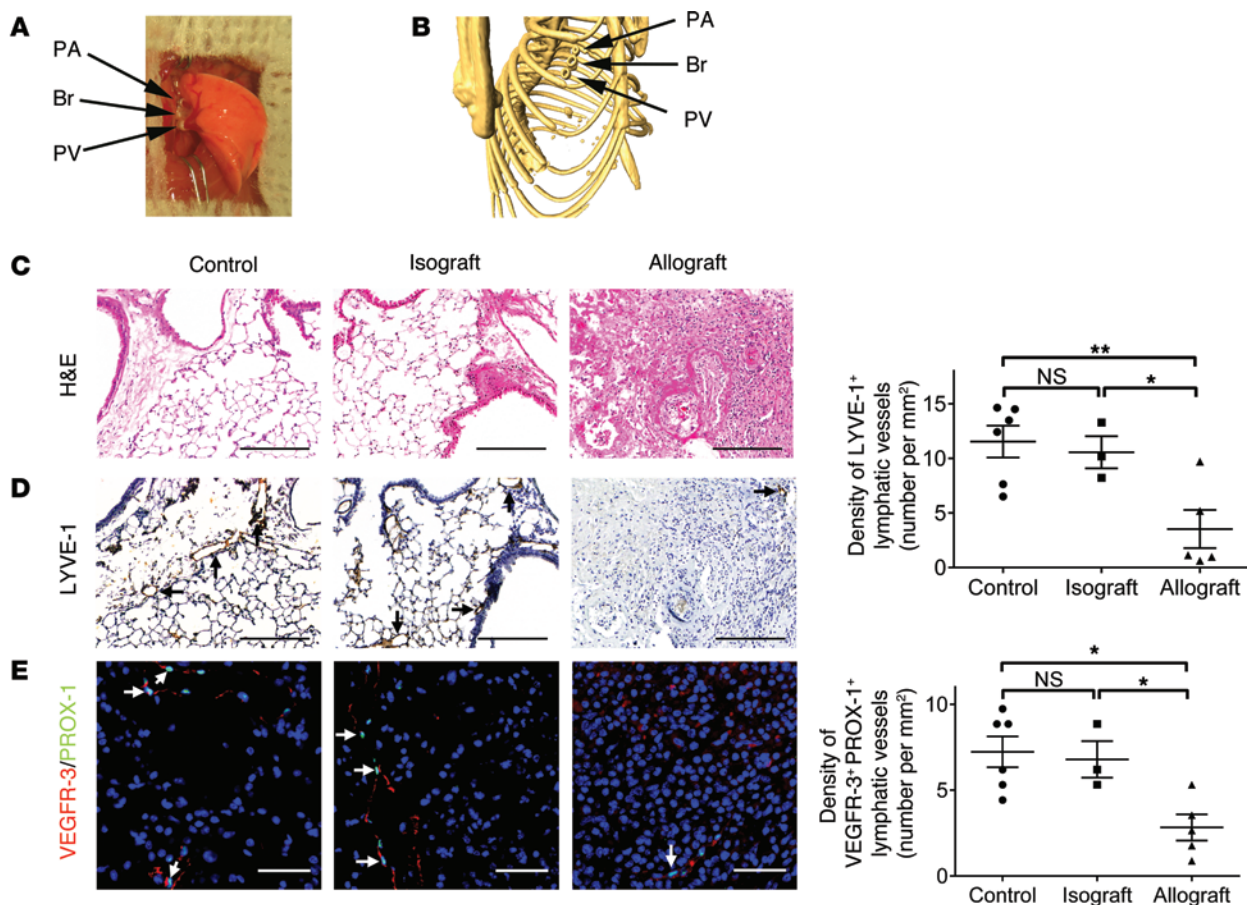 A
PA
Br
PV
B
PA
Br
PV
C
Control
Isograft
Allograft
H&E
D
LYVE-1
E
VEGFR-3/PROX-1
**
NS
*
Density of LYVE-1⁺
lymphatic vessels
(number per mm²)
15
10
5
0
Control
Isograft
Allograft
*
NS
*
Density of
VEGFR-3⁺ PROX-1⁺
lymphatic vessels
(number per mm²)
10
5
0
Control
Isograft
Allograft